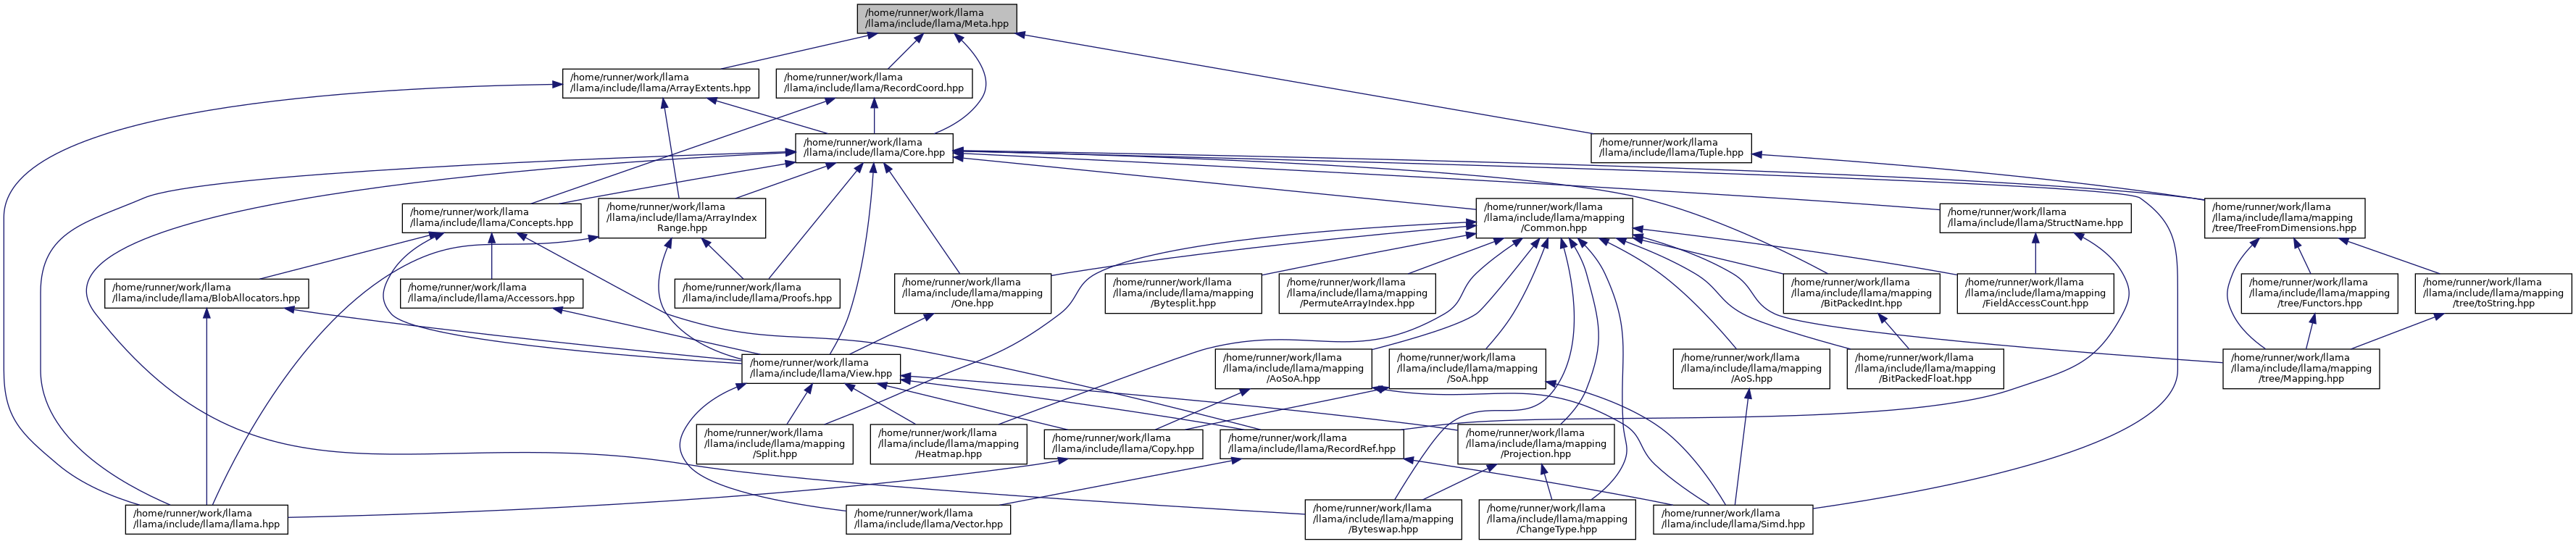 /home/runner/work/llama
/llama/include/llama/Meta.hpp
/home/runner/work/llama
/llama/include/llama/ArrayExtents.hpp
/home/runner/work/llama
/llama/include/llama/RecordCoord.hpp
/home/runner/work/llama
/llama/include/llama/Core.hpp
/home/runner/work/llama
/llama/include/llama/Tuple.hpp
/home/runner/work/llama
/llama/include/llama/Concepts.hpp
/home/runner/work/llama
/llama/include/llama/ArrayIndex
Range.hpp
/home/runner/work/llama
/llama/include/llama/mapping
/Common.hpp
/home/runner/work/llama
/llama/include/llama/StructName.hpp
/home/runner/work/llama
/llama/include/llama/mapping
/tree/TreeFromDimensions.hpp
/home/runner/work/llama
/llama/include/llama/BlobAllocators.hpp
/home/runner/work/llama
/llama/include/llama/Accessors.hpp
/home/runner/work/llama
/llama/include/llama/Proofs.hpp
/home/runner/work/llama
/llama/include/llama/mapping
/One.hpp
/home/runner/work/llama
/llama/include/llama/mapping
/Bytesplit.hpp
/home/runner/work/llama
/llama/include/llama/mapping
/PermuteArrayIndex.hpp
/home/runner/work/llama
/llama/include/llama/mapping
/BitPackedInt.hpp
/home/runner/work/llama
/llama/include/llama/mapping
/FieldAccessCount.hpp
/home/runner/work/llama
/llama/include/llama/mapping
/tree/Functors.hpp
/home/runner/work/llama
/llama/include/llama/mapping
/tree/toString.hpp
/home/runner/work/llama
/llama/include/llama/View.hpp
/home/runner/work/llama
/llama/include/llama/mapping
/AoSoA.hpp
/home/runner/work/llama
/llama/include/llama/mapping
/SoA.hpp
/home/runner/work/llama
/llama/include/llama/mapping
/AoS.hpp
/home/runner/work/llama
/llama/include/llama/mapping
/BitPackedFloat.hpp
/home/runner/work/llama
/llama/include/llama/mapping
/tree/Mapping.hpp
/home/runner/work/llama
/llama/include/llama/mapping
/Split.hpp
/home/runner/work/llama
/llama/include/llama/mapping
/Heatmap.hpp
/home/runner/work/llama
/llama/include/llama/Copy.hpp
/home/runner/work/llama
/llama/include/llama/RecordRef.hpp
/home/runner/work/llama
/llama/include/llama/mapping
/Projection.hpp
/home/runner/work/llama
/llama/include/llama/llama.hpp
/home/runner/work/llama
/llama/include/llama/Vector.hpp
/home/runner/work/llama
/llama/include/llama/mapping
/Byteswap.hpp
/home/runner/work/llama
/llama/include/llama/mapping
/ChangeType.hpp
/home/runner/work/llama
/llama/include/llama/Simd.hpp